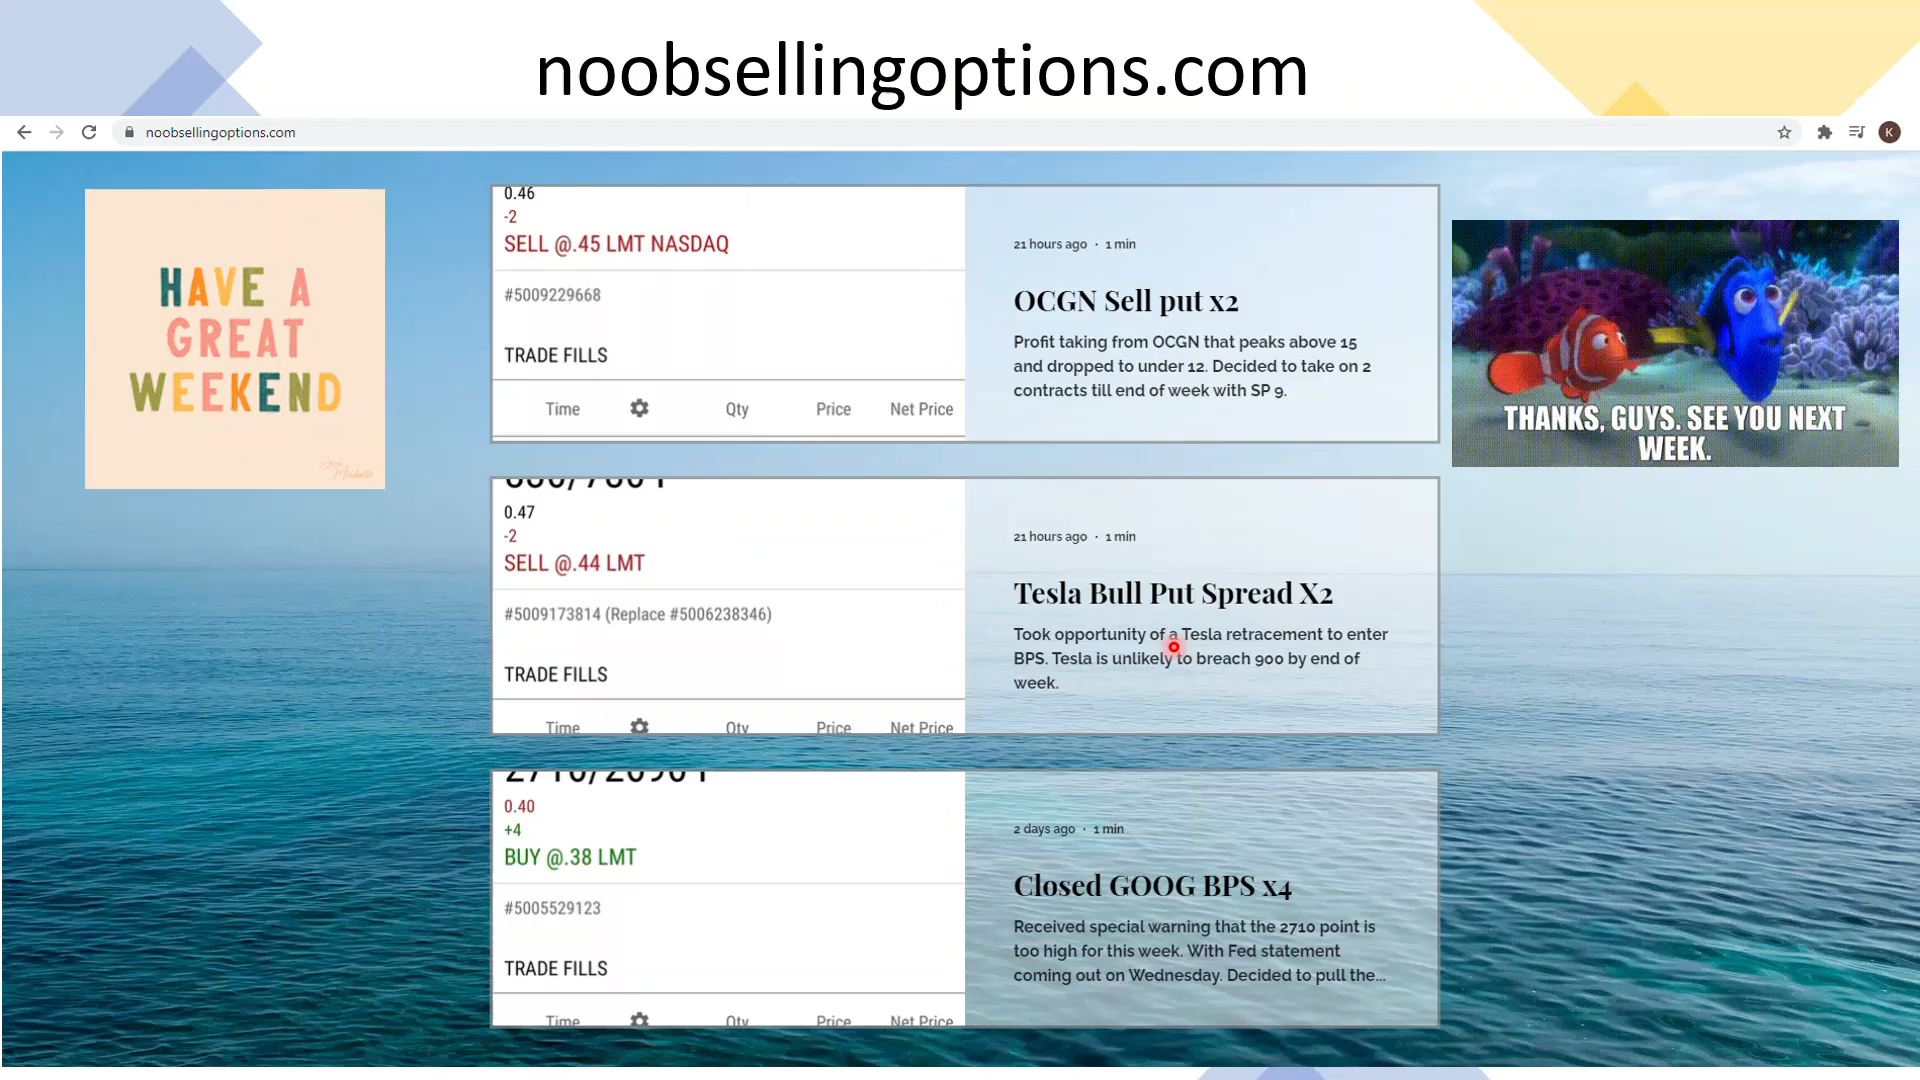 noobsellingoptions.com
noobsellingoptions.com
K
HAVE A
GREAT
WEEKEND
0.46
-2
SELL @.45 LMT NASDAQ
#5009229668
TRADE FILLS
Time Qty Price Net Price
21 hours ago · 1 min
OCGN Sell put x2
Profit taking from OCGN that peaks above 15
and dropped to under 12. Decided to take on 2
contracts till end of week with SP 9.
THANKS, GUYS. SEE YOU NEXT
WEEK.
0.47
-2
SELL @.44 LMT
#5009173814 (Replace #5006238346)
TRADE FILLS
Time Qty Price Net Price
21 hours ago · 1 min
Tesla Bull Put Spread X2
Took opportunity of a Tesla retracement to enter
BPS. Tesla is unlikely to breach 900 by end of
week.
0.40
+4
BUY @.38 LMT
#5005529123
TRADE FILLS
Time Qty Price Net Price
2 days ago · 1 min
Closed GOOG BPS x4
Received special warning that the 2710 point is
too high for this week. With Fed statement
coming out on Wednesday. Decided to pull the...